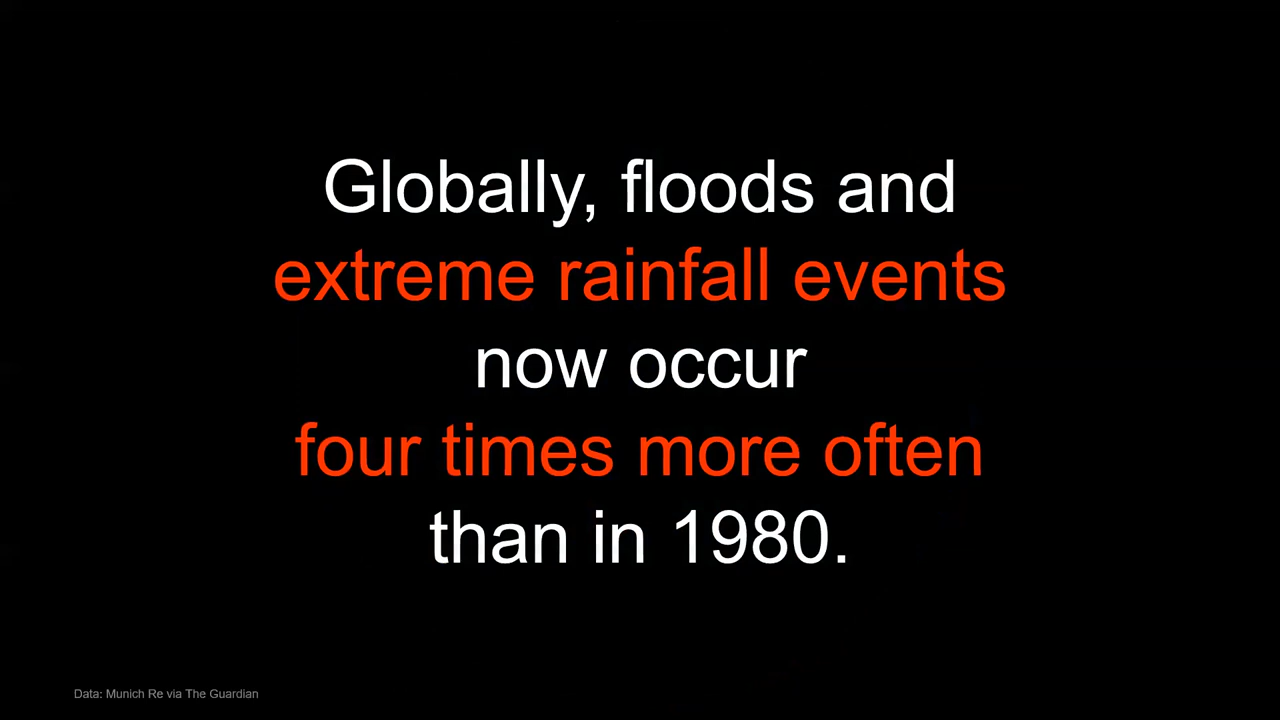 Globally, floods and
extreme rainfall events
now occur
four times more often
than in 1980.
Data: Munich Re via The Guardian